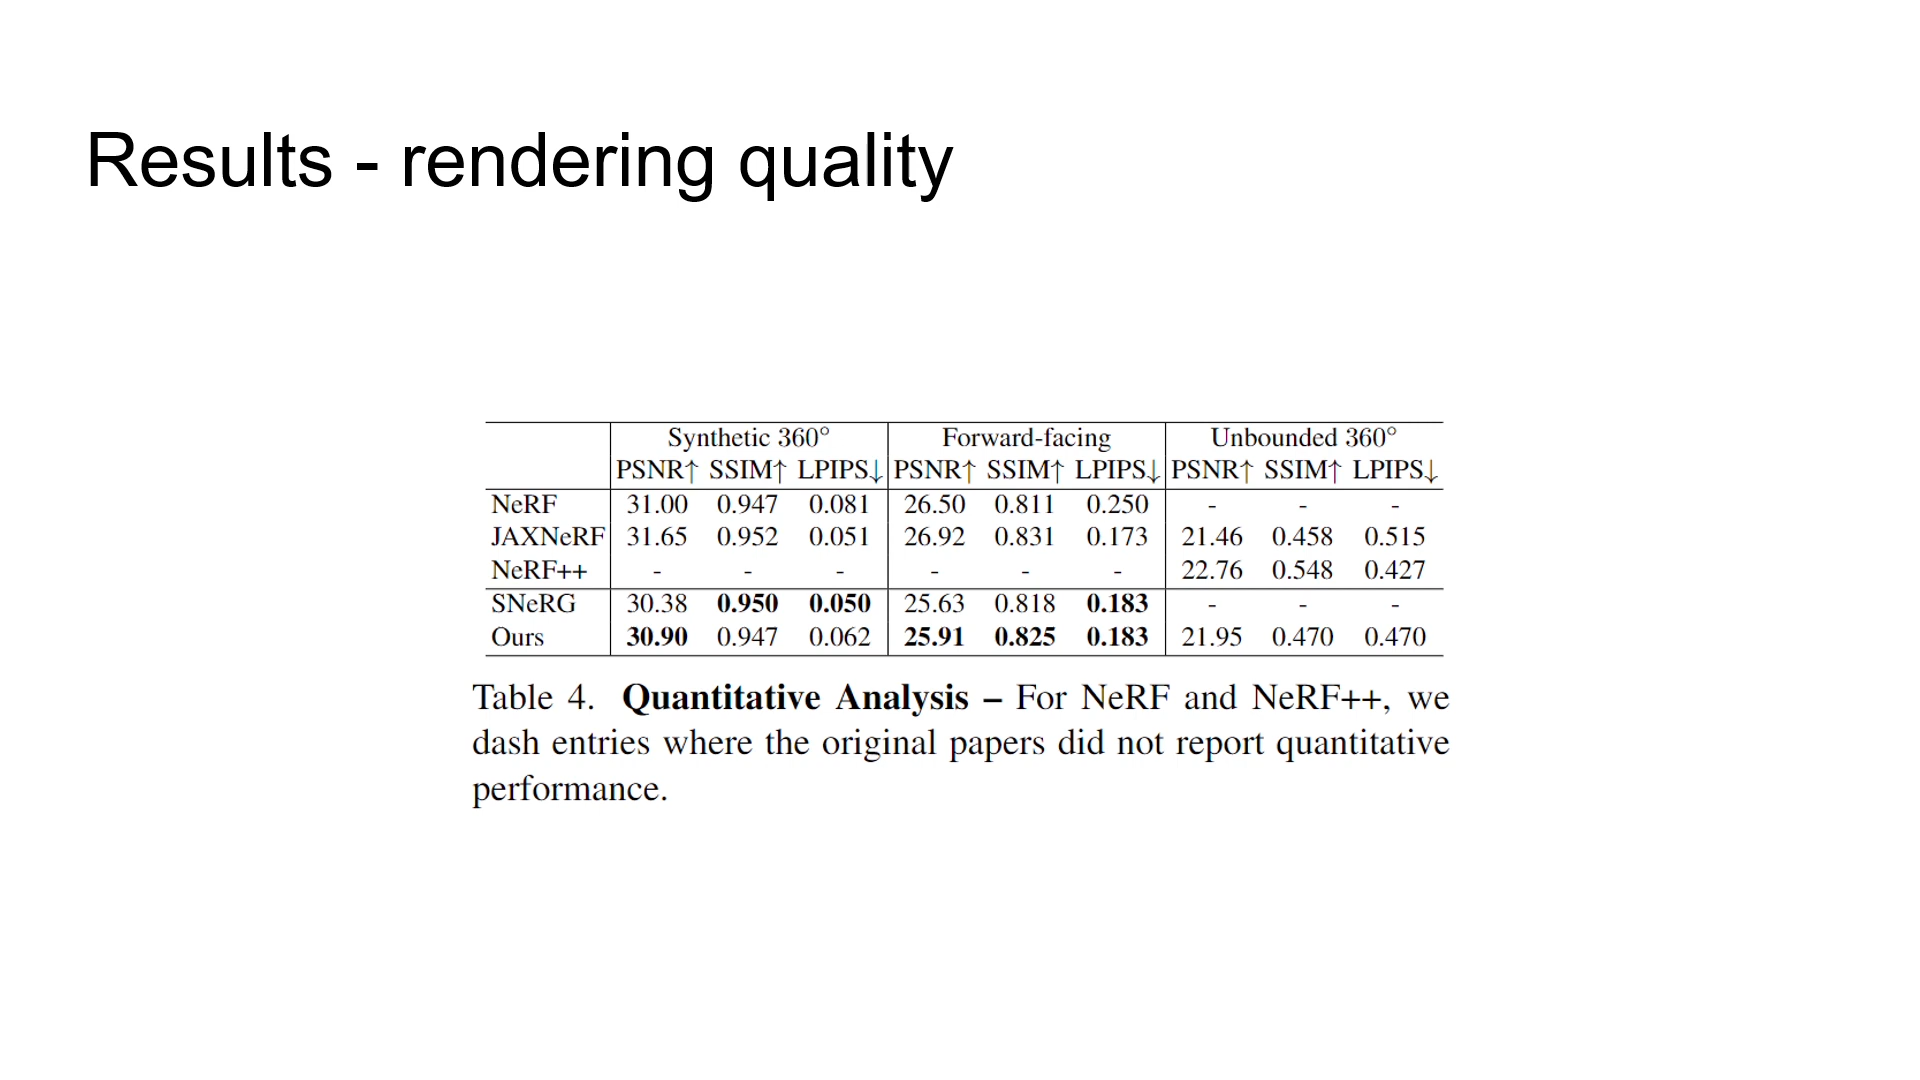 Results - rendering quality
Synthetic 360° Forward-facing Unbounded 360°
PSNR↑ SSIM↑ LPIPS↓ PSNR↑ SSIM↑ LPIPS↓ PSNR↑ SSIM↑ LPIPS↓
NeRF 31.00 0.947 0.081 26.50 0.811 0.250 - - -
JAXNeRF 31.65 0.952 0.051 26.92 0.831 0.173 21.46 0.458 0.515
NeRF++ - - - - - - 22.76 0.548 0.427
SNeRG 30.38 0.950 0.050 25.63 0.818 0.183 - - -
Ours 30.90 0.947 0.062 25.91 0.825 0.183 21.95 0.470 0.470
Table 4. Quantitative Analysis – For NeRF and NeRF++, we
dash entries where the original papers did not report quantitative
performance.